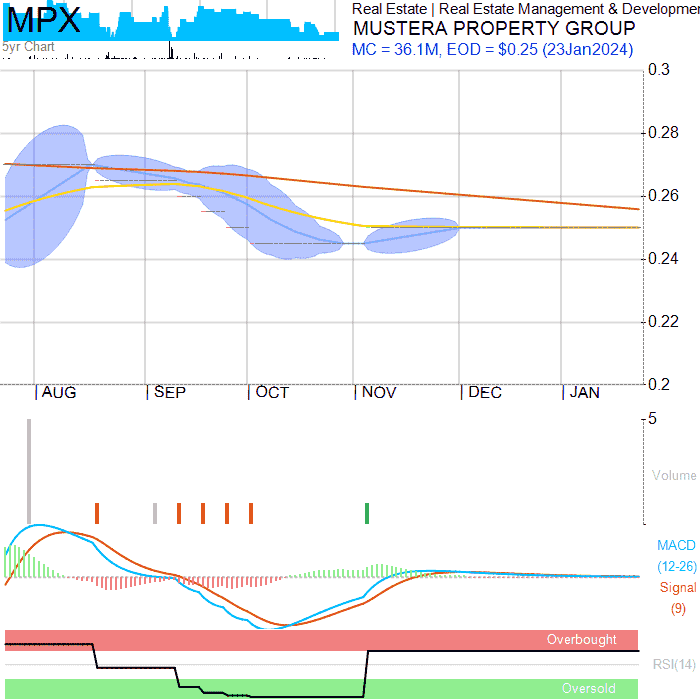 MPX
Real Estate | Real Estate Management & Developmen
MUSTERA PROPERTY GROUP
5yr Chart
MC = 36.1M, EOD = $0.25 (23Jan2024)
0.3
0.28
0.26
0.24
0.22
0.2
| AUG | SEP | OCT | NOV | DEC | JAN
5
Volume
MACD
(12-26)
Signal
(9)
Overbought
RSI(14)
Oversold